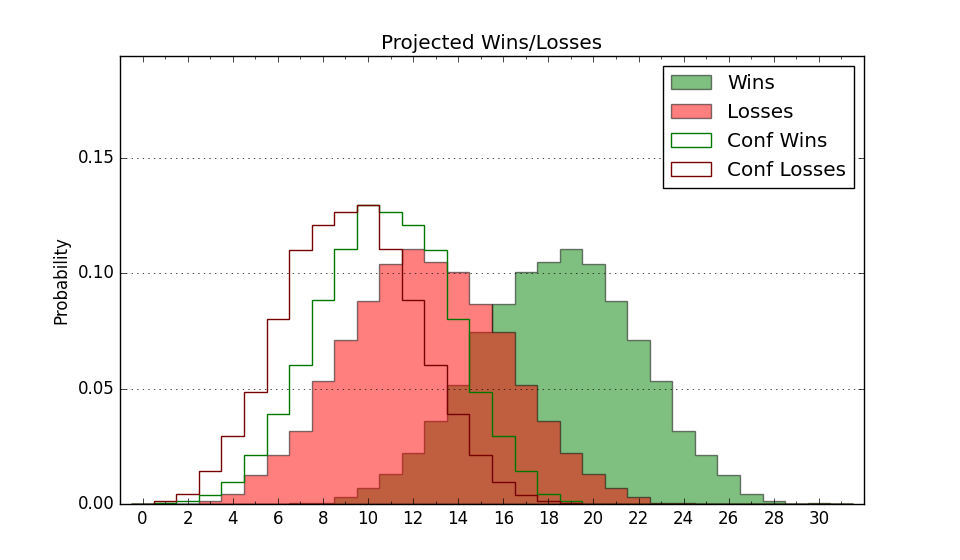 Projected Wins/Losses
Wins
Losses
Conf Wins
Conf Losses
Probability
0.15
0.10
0.05
0.00
0 2 4 6 8 10 12 14 16 18 20 22 24 26 28 30